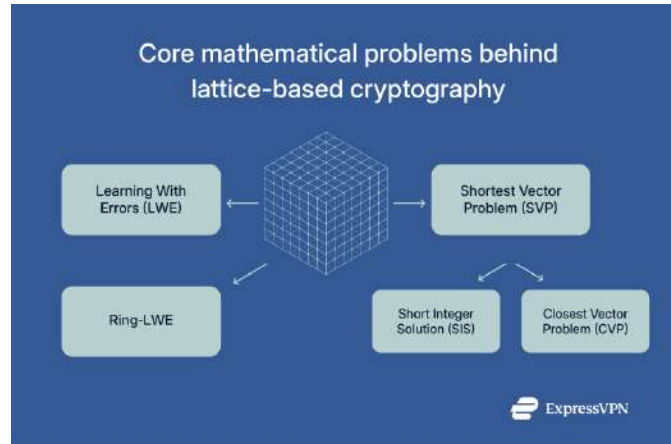 Core mathematical problems behind
lattice-based cryptography
Learning With
Errors (LWE)
Shortest Vector
Problem (SVP)
Ring-LWE
Short Integer
Solution (SIS)
Closest Vector
Problem (CVP)
ExpressVPN